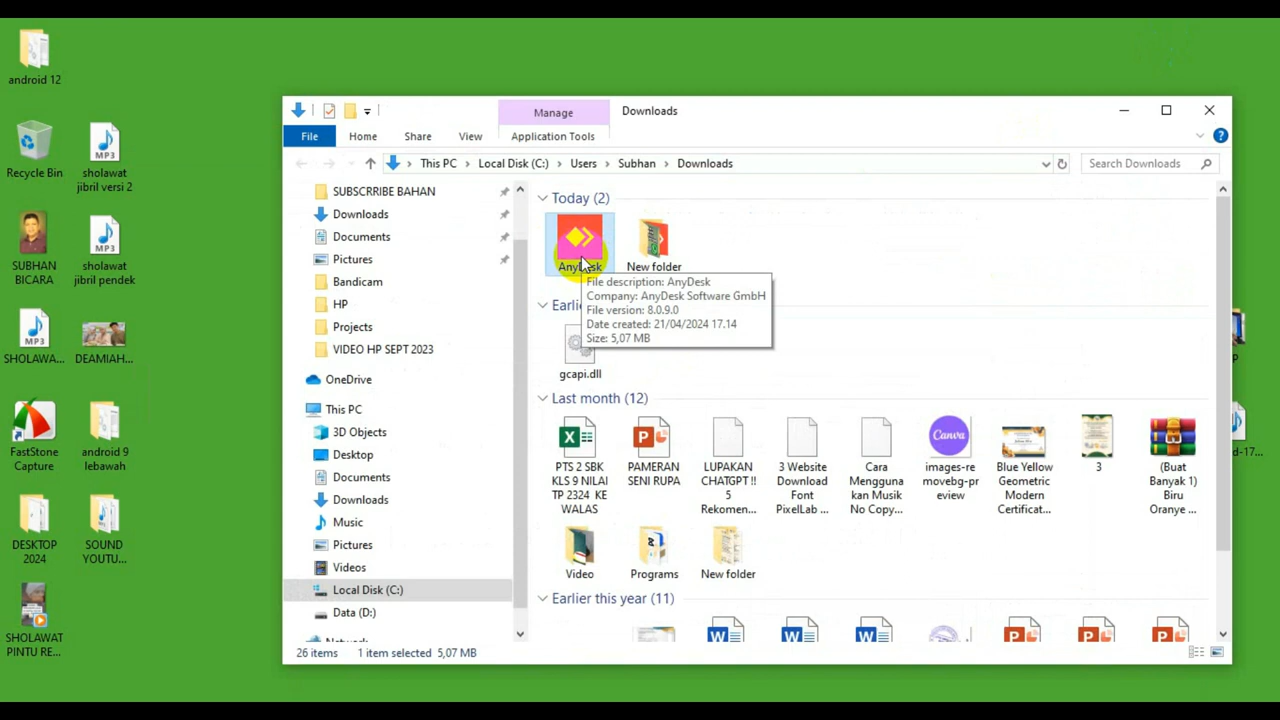 android 12
Recycle Bin
sholawat
jibril versi 2
SUBHAN
BICARA
sholawat
jibril pendek
SHOLAWA...
DEAMIAH...
FastStone
Capture
android 9
lebawah
DESKTOP
2024
SOUND
YOUTU...
SHOLAWAT
PINTU RE...
Manage
Downloads
File
Home
Share
View
Application Tools
This PC
Local Disk (C:)
Users
Subhan
Downloads
Search Downloads
SUBSCRRIBE BAHAN
Downloads
Documents
Pictures
Bandicam
HP
Projects
VIDEO HP SEPT 2023
OneDrive
This PC
3D Objects
Desktop
Documents
Downloads
Music
Pictures
Videos
Local Disk (C:)
Data (D:)
Today (2)
AnyDesk
New folder
File description: AnyDesk
Company: AnyDesk Software GmbH
File version: 8.0.9.0
Date created: 21/04/2024 17.14
Size: 5,07 MB
gcapi.dll
Last month (12)
PTS 2 SBK
KLS 9 NILAI
TP 2324 KE
WALAS
PAMERAN
SENI RUPA
LUPAKAN
CHATGPT !!
5
Rekomen...
3 Website
Download
Font
PixelLab ...
Cara
Mengguna
kan Musik
No Copy...
Canva
images-re
movebg-pr
eview
Blue Yellow
Geometric
Modern
Certificat...
3
(Buat
Banyak 1)
Biru
Oranye ...
Video
Programs
New folder
Earlier this year (11)
26 items
1 item selected 5,07 MB